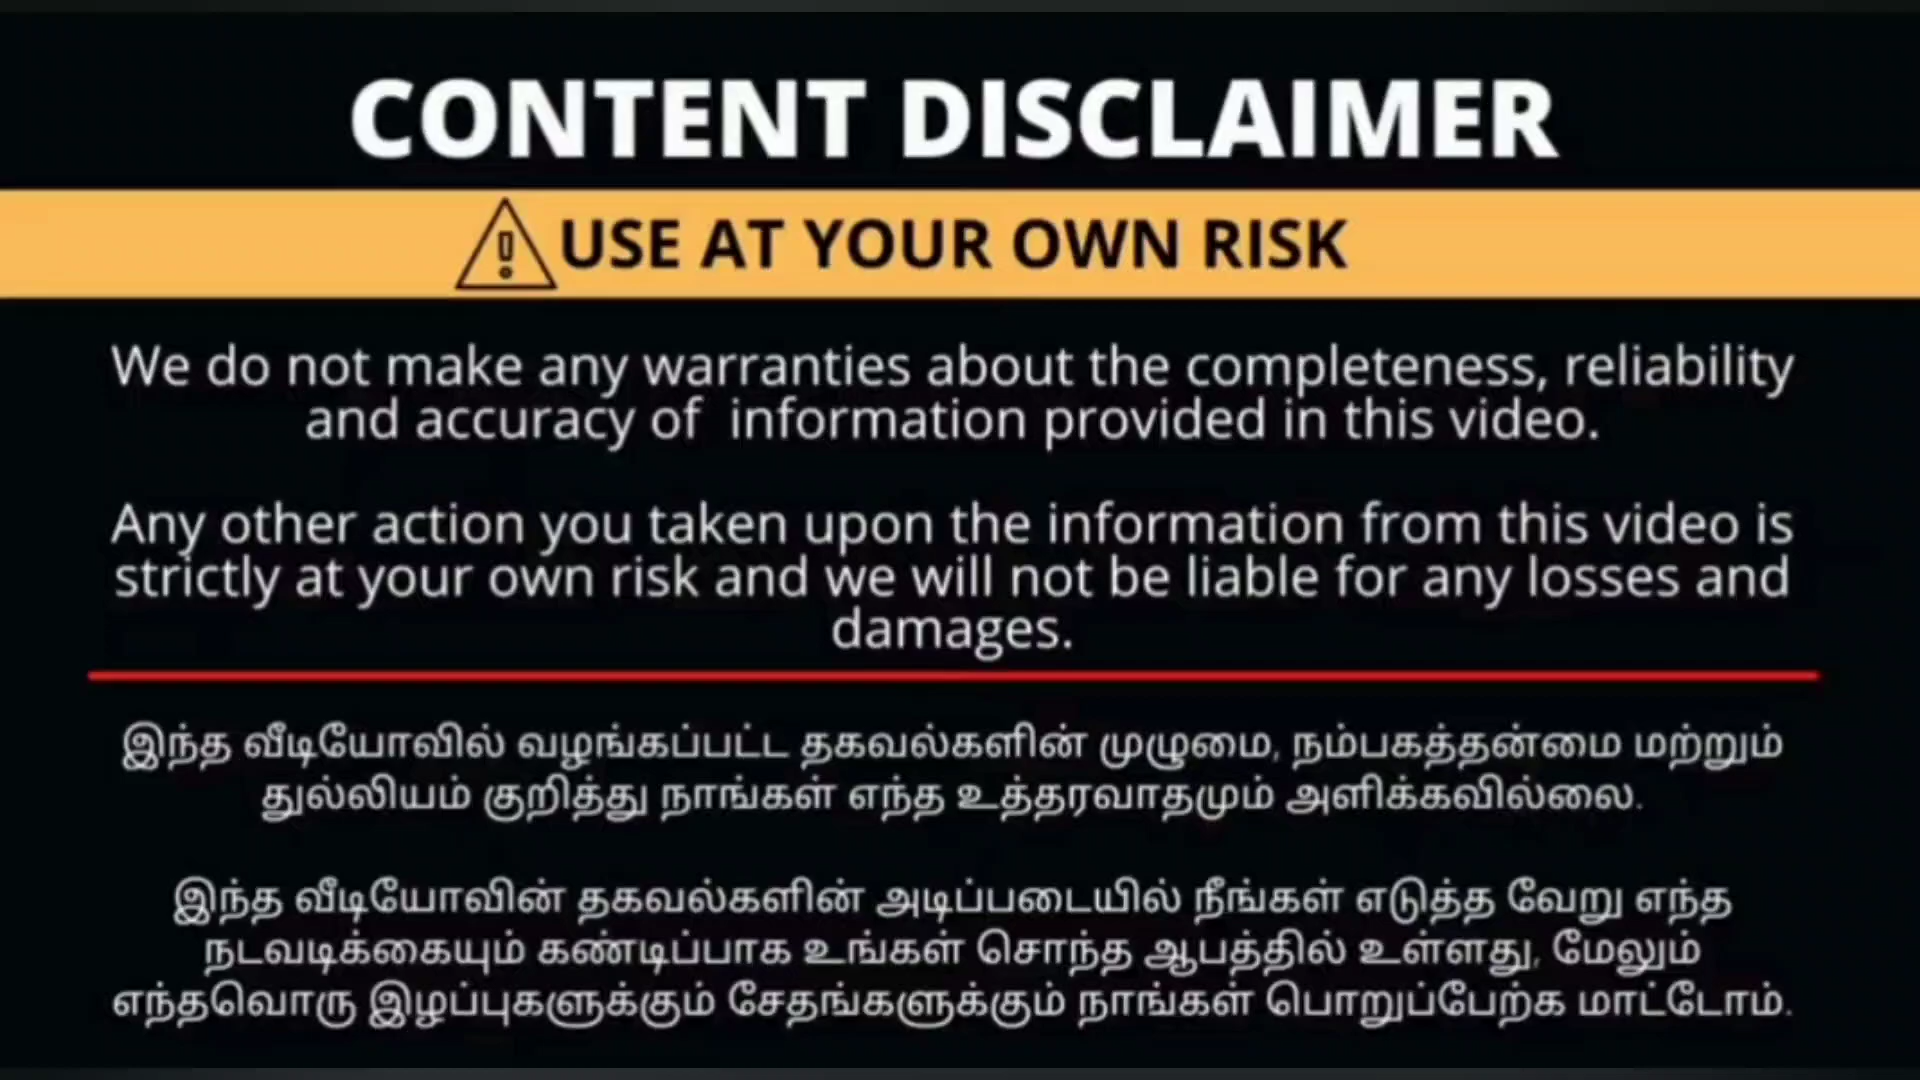 CONTENT DISCLAIMER
USE AT YOUR OWN RISK
We do not make any warranties about the completeness, reliability
and accuracy of information provided in this video.
Any other action you taken upon the information from this video is
strictly at your own risk and we will not be liable for any losses and
damages.
இந்த வீடியோவில் வழங்கப்பட்ட தகவல்களின் முழுமை, நம்பகத்தன்மை மற்றும்
துல்லியம் குறித்து நாங்கள் எந்த உத்தரவாதமும் அளிக்கவில்லை.
இந்த வீடியோவின் தகவல்களின் அடிப்படையில் நீங்கள் எடுத்த வேறு எந்த
நடவடிக்கையும் கண்டிப்பாக உங்கள் சொந்த ஆபத்தில் உள்ளது, மேலும்
எந்தவொரு இழப்புகளுக்கும் சேதங்களுக்கும் நாங்கள் பொறுப்பேற்க மாட்டோம்.